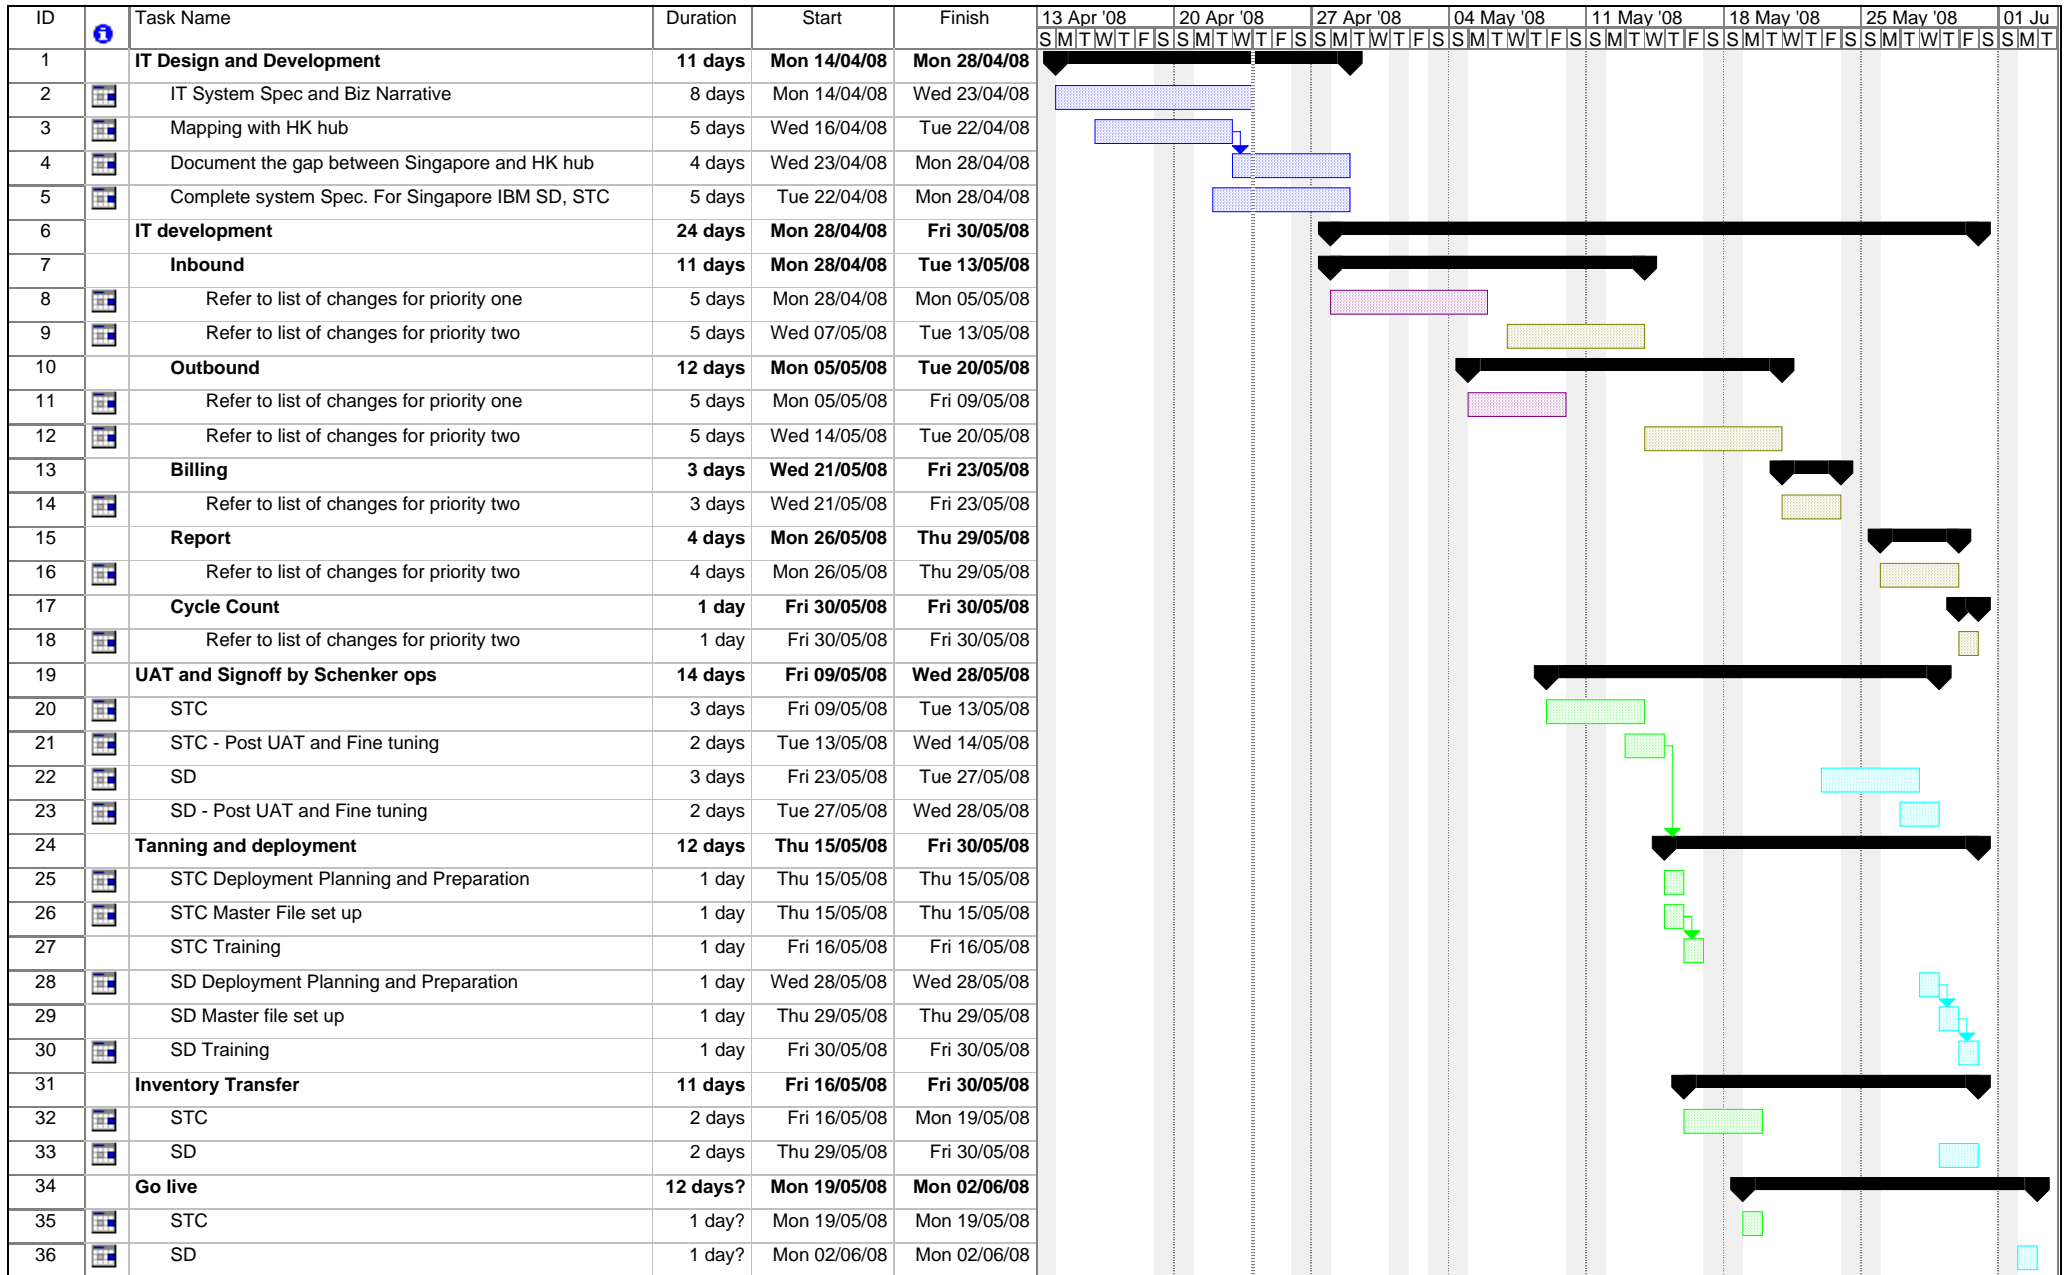 ID Task Name Duration Start Finish 13 Apr '08 20 Apr '08 27 Apr '08 04 May '08 11 May '08 18 May '08 25 May '08 01 Ju
S M T W T F S S M T W T F S S M T W T F S S M T W T F S S M T W T F S S M T W T F S S M T W T F S S M T
1 IT Design and Development 11 days Mon 14/04/08 Mon 28/04/08
2 IT System Spec and Biz Narrative 8 days Mon 14/04/08 Wed 23/04/08
3 Mapping with HK hub 5 days Wed 16/04/08 Tue 22/04/08
4 Document the gap between Singapore and HK hub 4 days Wed 23/04/08 Mon 28/04/08
5 Complete system Spec. For Singapore IBM SD, STC 5 days Tue 22/04/08 Mon 28/04/08
6 IT development 24 days Mon 28/04/08 Fri 30/05/08
7 Inbound 11 days Mon 28/04/08 Tue 13/05/08
8 Refer to list of changes for priority one 5 days Mon 28/04/08 Mon 05/05/08
9 Refer to list of changes for priority two 5 days Wed 07/05/08 Tue 13/05/08
10 Outbound 12 days Mon 05/05/08 Tue 20/05/08
11 Refer to list of changes for priority one 5 days Mon 05/05/08 Fri 09/05/08
12 Refer to list of changes for priority two 5 days Wed 14/05/08 Tue 20/05/08
13 Billing 3 days Wed 21/05/08 Fri 23/05/08
14 Refer to list of changes for priority two 3 days Wed 21/05/08 Fri 23/05/08
15 Report 4 days Mon 26/05/08 Thu 29/05/08
16 Refer to list of changes for priority two 4 days Mon 26/05/08 Thu 29/05/08
17 Cycle Count 1 day Fri 30/05/08 Fri 30/05/08
18 Refer to list of changes for priority two 1 day Fri 30/05/08 Fri 30/05/08
19 UAT and Signoff by Schenker ops 14 days Fri 09/05/08 Wed 28/05/08
20 STC 3 days Fri 09/05/08 Tue 13/05/08
21 STC - Post UAT and Fine tuning 2 days Tue 13/05/08 Wed 14/05/08
22 SD 3 days Fri 23/05/08 Tue 27/05/08
23 SD - Post UAT and Fine tuning 2 days Tue 27/05/08 Wed 28/05/08
24 Tanning and deployment 12 days Thu 15/05/08 Fri 30/05/08
25 STC Deployment Planning and Preparation 1 day Thu 15/05/08 Thu 15/05/08
26 STC Master File set up 1 day Thu 15/05/08 Thu 15/05/08
27 STC Training 1 day Fri 16/05/08 Fri 16/05/08
28 SD Deployment Planning and Preparation 1 day Wed 28/05/08 Wed 28/05/08
29 SD Master file set up 1 day Thu 29/05/08 Thu 29/05/08
30 SD Training 1 day Fri 30/05/08 Fri 30/05/08
31 Inventory Transfer 11 days Fri 16/05/08 Fri 30/05/08
32 STC 2 days Fri 16/05/08 Mon 19/05/08
33 SD 2 days Thu 29/05/08 Fri 30/05/08
34 Go live 12 days? Mon 19/05/08 Mon 02/06/08
35 STC 1 day? Mon 19/05/08 Mon 19/05/08
36 SD 1 day? Mon 02/06/08 Mon 02/06/08